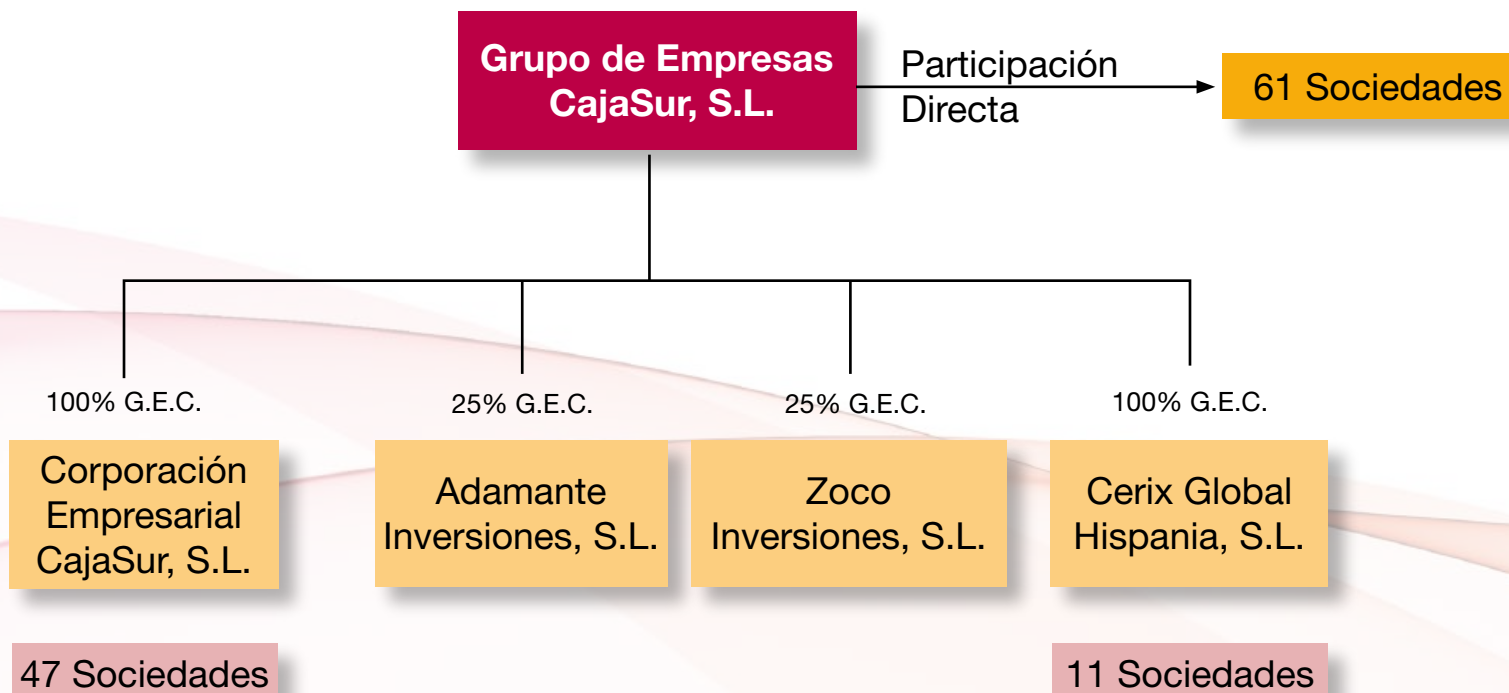 Grupo de Empresas
CajaSur, S.L.
Participación
Directa
61 Sociedades
100% G.E.C.
25% G.E.C.
25% G.E.C.
100% G.E.C.
Corporación
Empresarial
CajaSur, S.L.
Adamante
Inversiones, S.L.
Zoco
Inversiones, S.L.
Cerix Global
Hispania, S.L.
47 Sociedades
11 Sociedades